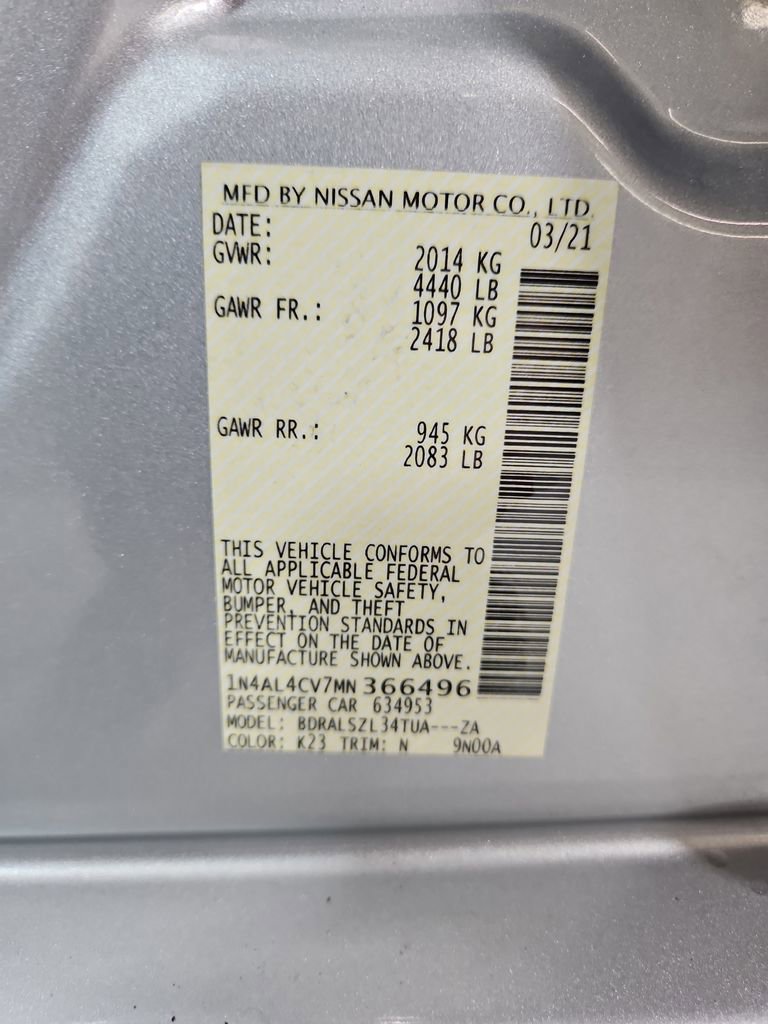 MFD BY NISSAN MOTOR CO., LTD.
DATE: 03/21
GVWR: 2014 KG
4440 LB
GAWR FR.: 1097 KG
2418 LB
GAWR RR.: 945 KG
2083 LB
THIS VEHICLE CONFORMS TO
ALL APPLICABLE FEDERAL
MOTOR VEHICLE SAFETY,
BUMPER, AND THEFT
PREVENTION STANDARDS IN
EFFECT ON THE DATE OF
MANUFACTURE SHOWN ABOVE.
1N4AL4CV7MN366496
PASSENGER CAR 634953
MODEL: BDRALSZL34TUA---ZA
COLOR: K23 TRIM: N 9N00A